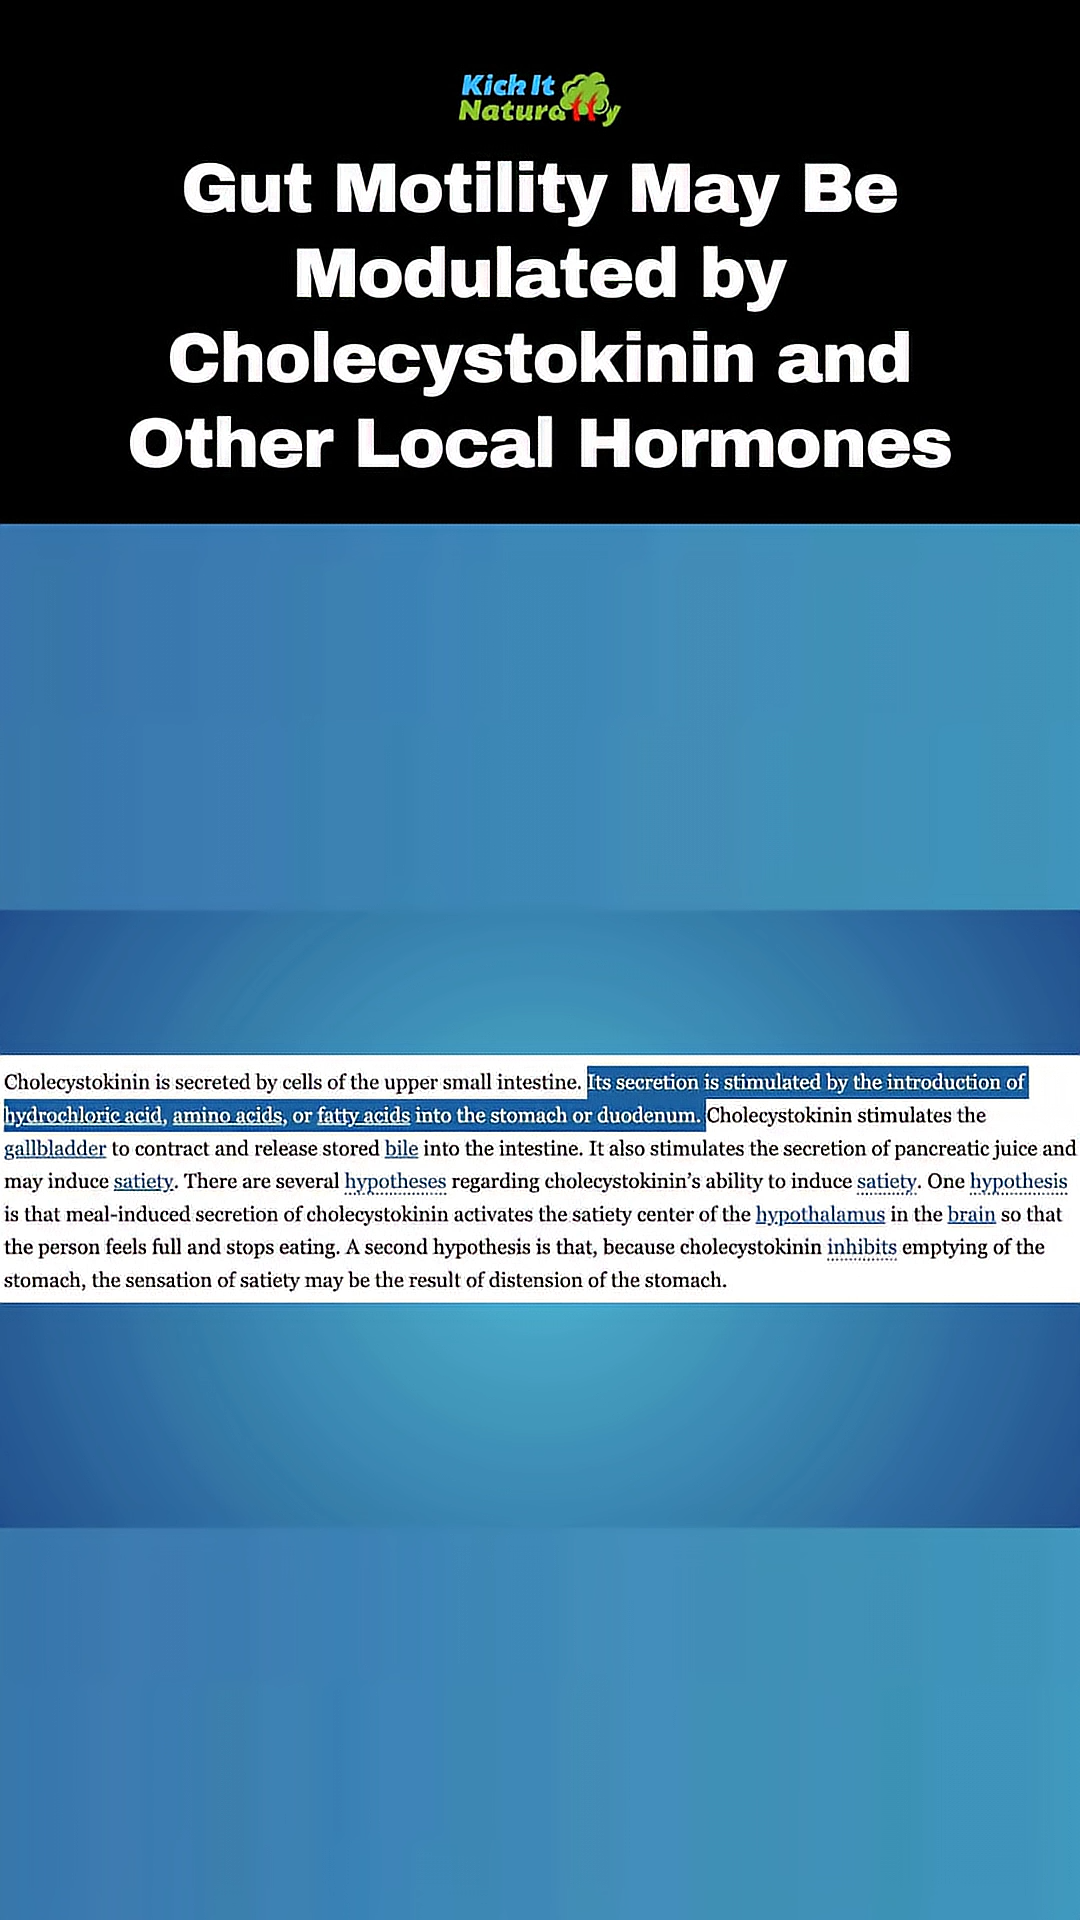 Kick It
Naturally
Gut Motility May Be
Modulated by
Cholecystokinin and
Other Local Hormones
Cholecystokinin is secreted by cells of the upper small intestine. Its secretion is stimulated by the introduction of
hydrochloric acid, amino acids, or fatty acids into the stomach or duodenum. Cholecystokinin stimulates the
gallbladder to contract and release stored bile into the intestine. It also stimulates the secretion of pancreatic juice and
may induce satiety. There are several hypotheses regarding cholecystokinin’s ability to induce satiety. One hypothesis
is that meal-induced secretion of cholecystokinin activates the satiety center of the hypothalamus in the brain so that
the person feels full and stops eating. A second hypothesis is that, because cholecystokinin inhibits emptying of the
stomach, the sensation of satiety may be the result of distension of the stomach.